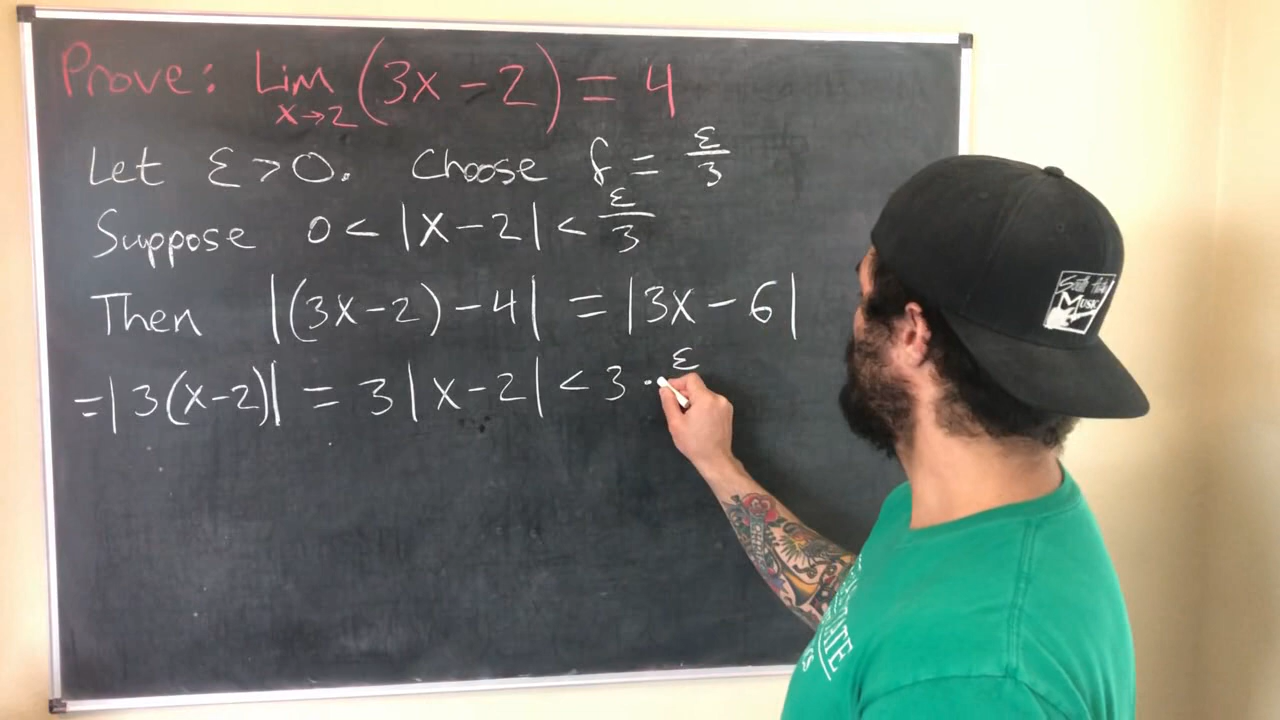 Prove: Lim (3x - 2) = 4
x→2
Let ε > 0. Choose δ = ε/3
Suppose 0 < |x - 2| < ε/3
Then |(3x - 2) - 4| = |3x - 6|
= |3(x - 2)| = 3|x - 2| < 3 · ε
Music